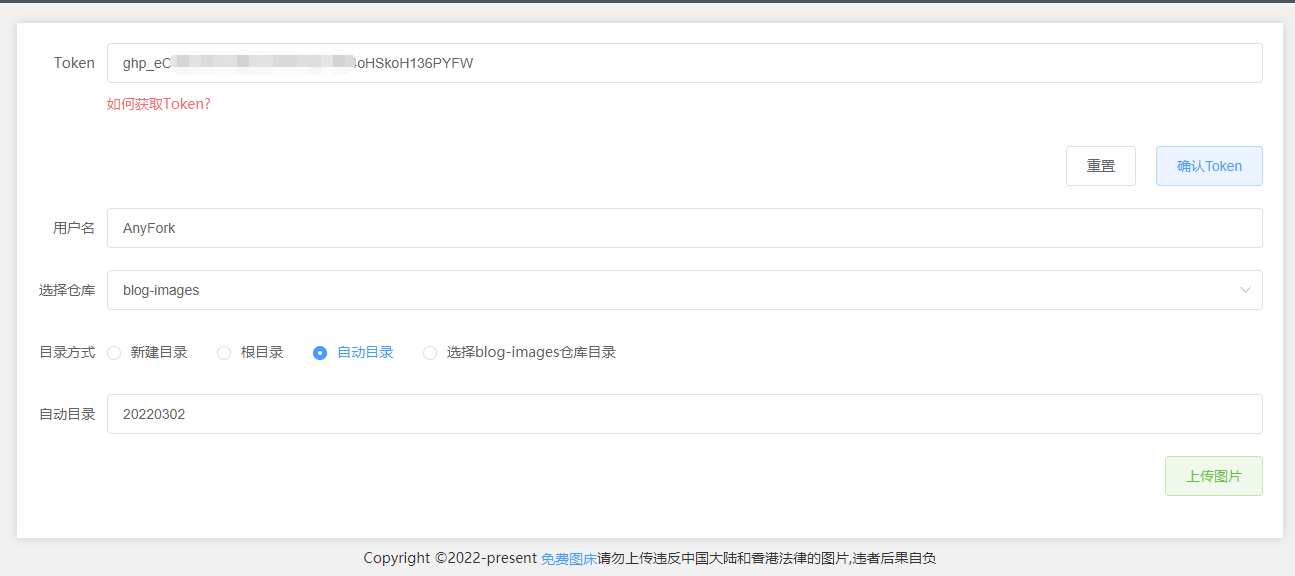 Token ghp_eC oHSkoH136PYFW
如何获取Token?
重置 确认Token
用户名 AnyFork
选择仓库 blog-images
目录方式 新建目录 根目录 自动目录 选择blog-images仓库目录
自动目录 20220302
上传图片
Copyright ©2022-present 免费图床请勿上传违反中国大陆和香港法律的图片,违者后果自负